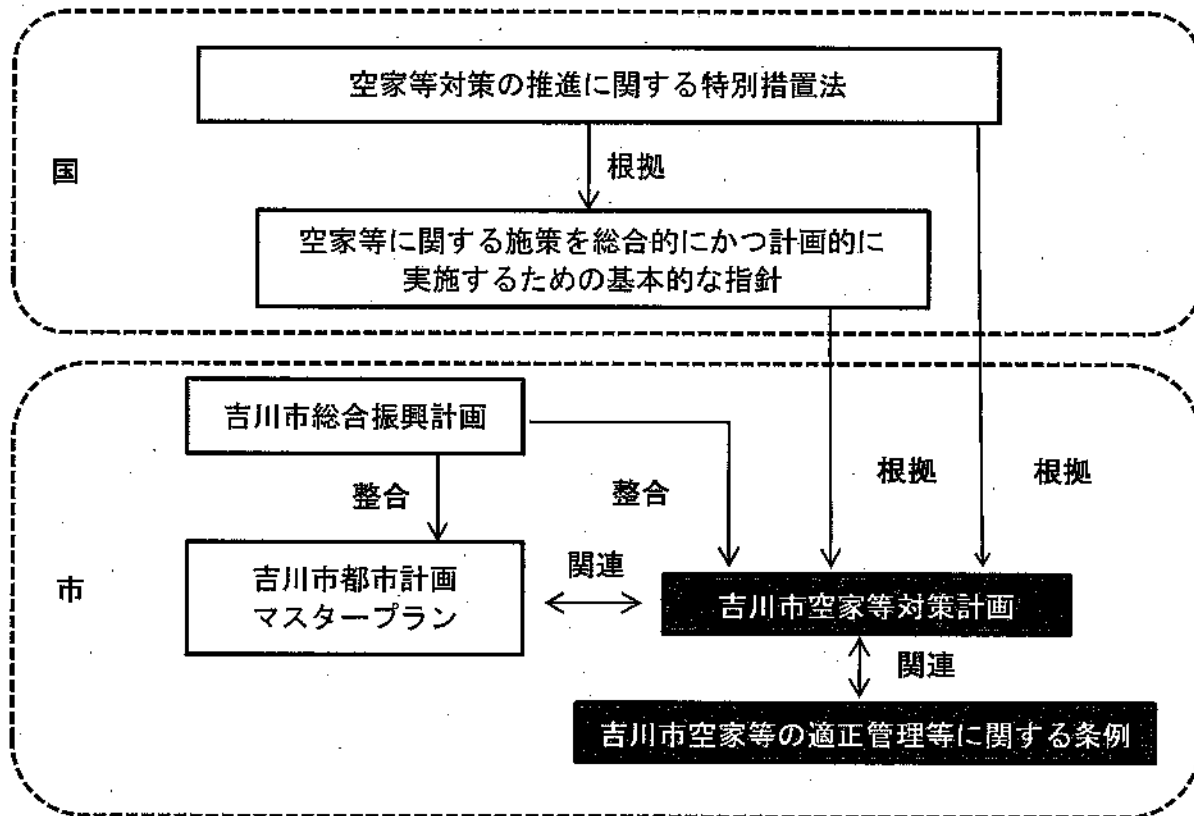 空家等対策の推進に関する特別措置法
国
根拠
空家等に関する施策を総合的にかつ計画的に
実施するための基本的な指針
吉川市総合振興計画
整合
整合
根拠
根拠
市
吉川市都市計画
マスタープラン
関連
吉川市空家等対策計画
関連
吉川市空家等の適正管理等に関する条例